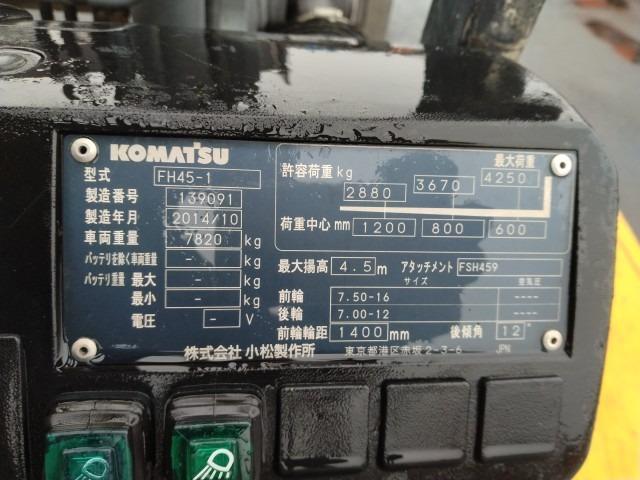 KOMATSU
型式 FH45-1
製造番号 139091
製造年月 2014/10
車両重量 7820 kg
バッテリを除く車両重量 - kg
バッテリ重量 最大 - kg
最小 - kg
電圧 - V
最大荷重
許容荷重 kg 2880 3670 4250
荷重中心 mm 1200 800 600
最大揚高 4.5 m アタッチメント FSH459
サイズ 空気圧
前輪 7.50-16 ----
後輪 7.00-12 ----
前輪輪距 1400 mm 後傾角 12°
株式会社 小松製作所 東京都港区赤坂2-3-6 JPN